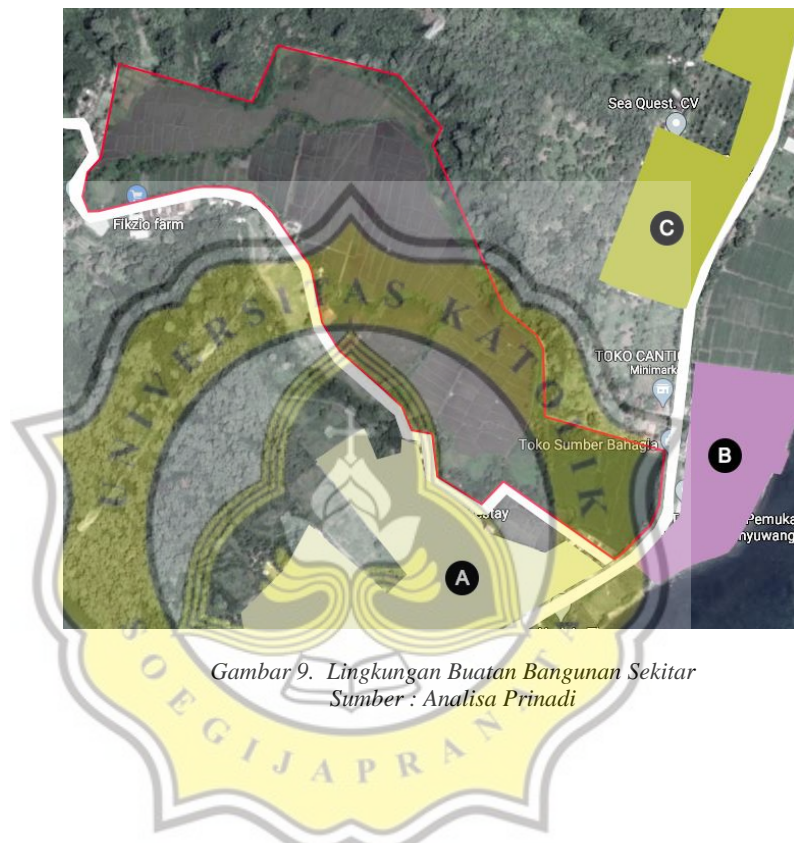 Sea Quest. CV
Fikzio farm
C
TOKO CANTI
Minimark
Toko Sumber Bahagia
B
Pemuka
nyuwang
estay
A
UNIVERSITAS KATOLIK
SOEGIJAPRANATA
Gambar 9. Lingkungan Buatan Bangunan Sekitar
Sumber : Analisa Prinadi